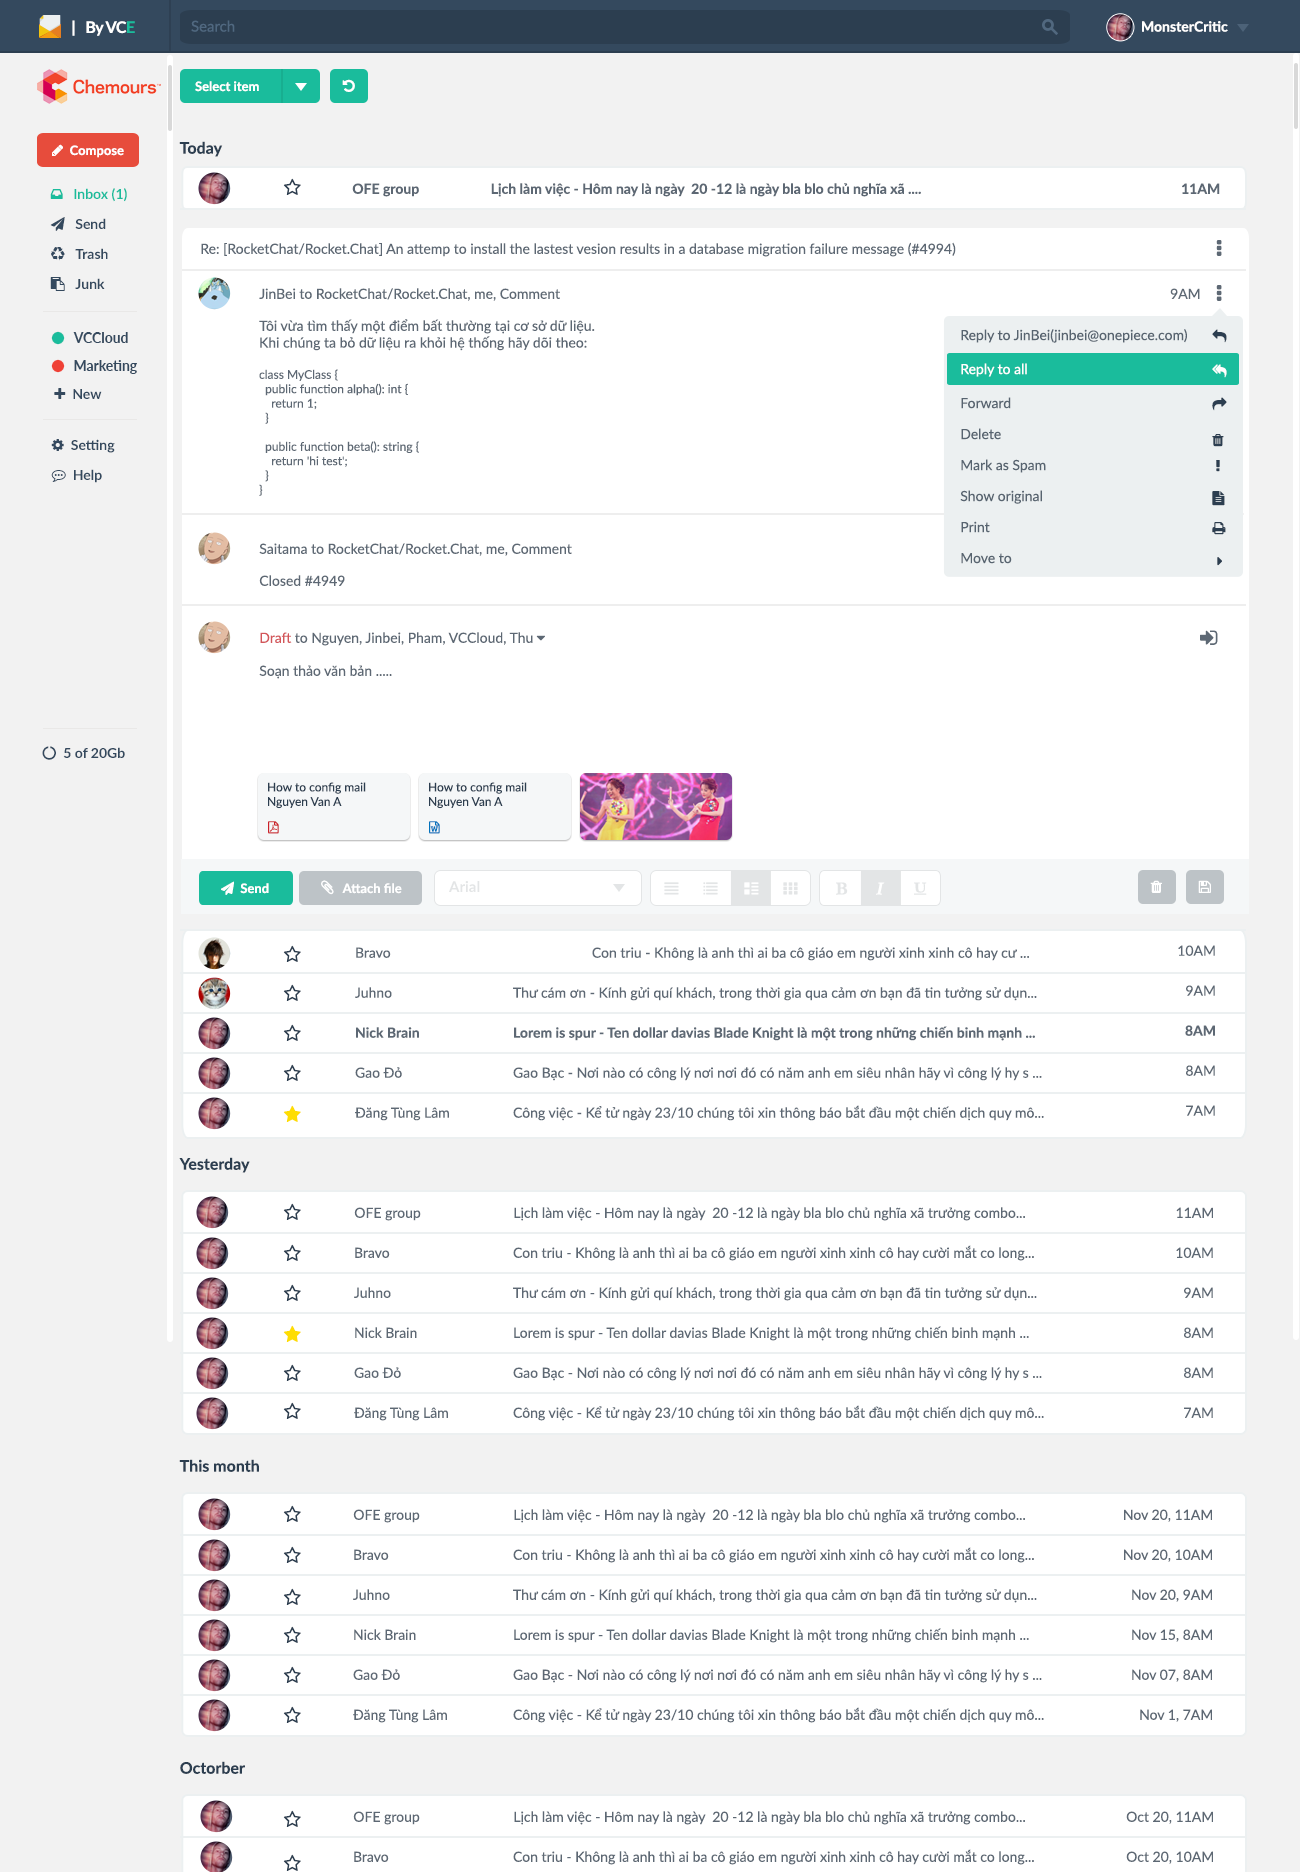 | By VCE
Search
MonsterCritic
Chemours™
Select item
Compose
Inbox (1)
Send
Trash
Junk
VCCloud
Marketing
New
Setting
Help
5 of 20Gb
Today
OFE group Lịch làm việc - Hôm nay là ngày 20 -12 là ngày bla blo chủ nghĩa xã .... 11AM
Re: [RocketChat/Rocket.Chat] An attemp to install the lastest vesion results in a database migration failure message (#4994)
JinBei to RocketChat/Rocket.Chat, me, Comment 9AM
Tôi vừa tìm thấy một điểm bất thường tại cơ sở dữ liệu.
Khi chúng ta bỏ dữ liệu ra khỏi hệ thống hãy dõi theo:
class MyClass {
public function alpha(): int {
return 1;
}
public function beta(): string {
return 'hi test';
}
}
Reply to JinBei(jinbei@onepiece.com)
Reply to all
Forward
Delete
Mark as Spam
Show original
Print
Move to
Saitama to RocketChat/Rocket.Chat, me, Comment
Closed #4949
Draft to Nguyen, Jinbei, Pham, VCCloud, Thu
Soạn thảo văn bản .....
How to config mail
Nguyen Van A
How to config mail
Nguyen Van A
Send Attach file Arial B I U
Bravo Con triu - Không là anh thì ai ba cô giáo em người xinh xinh cô hay cư ... 10AM
Juhno Thư cám ơn - Kính gửi quí khách, trong thời gia qua cảm ơn bạn đã tin tưởng sử dụn... 9AM
Nick Brain Lorem is spur - Ten dollar davias Blade Knight là một trong những chiến binh mạnh ... 8AM
Gao Đỏ Gao Bạc - Nơi nào có công lý nơi nơi đó có năm anh em siêu nhân hãy vì công lý hy s ... 8AM
Đăng Tùng Lâm Công việc - Kể từ ngày 23/10 chúng tôi xin thông báo bắt đầu một chiến dịch quy mô... 7AM
Yesterday
OFE group Lịch làm việc - Hôm nay là ngày 20 -12 là ngày bla blo chủ nghĩa xã trưởng combo... 11AM
Bravo Con triu - Không là anh thì ai ba cô giáo em người xinh xinh cô hay cười mắt co long... 10AM
Juhno Thư cám ơn - Kính gửi quí khách, trong thời gia qua cảm ơn bạn đã tin tưởng sử dụn... 9AM
Nick Brain Lorem is spur - Ten dollar davias Blade Knight là một trong những chiến binh mạnh ... 8AM
Gao Đỏ Gao Bạc - Nơi nào có công lý nơi nơi đó có năm anh em siêu nhân hãy vì công lý hy s ... 8AM
Đăng Tùng Lâm Công việc - Kể từ ngày 23/10 chúng tôi xin thông báo bắt đầu một chiến dịch quy mô... 7AM
This month
OFE group Lịch làm việc - Hôm nay là ngày 20 -12 là ngày bla blo chủ nghĩa xã trưởng combo... Nov 20, 11AM
Bravo Con triu - Không là anh thì ai ba cô giáo em người xinh xinh cô hay cười mắt co long... Nov 20, 10AM
Juhno Thư cám ơn - Kính gửi quí khách, trong thời gia qua cảm ơn bạn đã tin tưởng sử dụn... Nov 20, 9AM
Nick Brain Lorem is spur - Ten dollar davias Blade Knight là một trong những chiến binh mạnh ... Nov 15, 8AM
Gao Đỏ Gao Bạc - Nơi nào có công lý nơi nơi đó có năm anh em siêu nhân hãy vì công lý hy s ... Nov 07, 8AM
Đăng Tùng Lâm Công việc - Kể từ ngày 23/10 chúng tôi xin thông báo bắt đầu một chiến dịch quy mô... Nov 1, 7AM
Octorber
OFE group Lịch làm việc - Hôm nay là ngày 20 -12 là ngày bla blo chủ nghĩa xã trưởng combo... Oct 20, 11AM
Bravo Con triu - Không là anh thì ai ba cô giáo em người xinh xinh cô hay cười mắt co long... Oct 20, 10AM